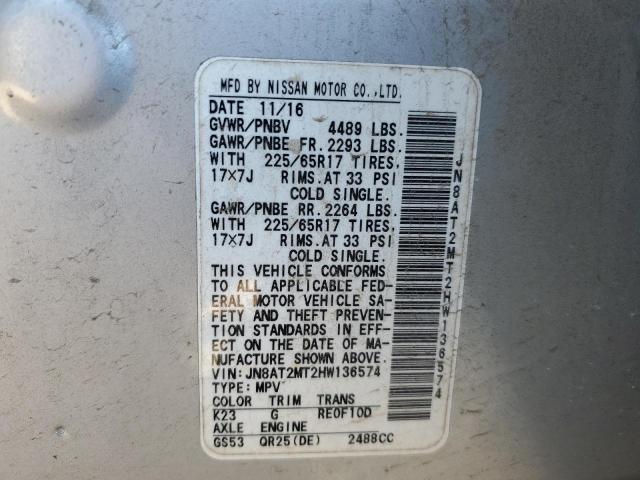 MFD BY NISSAN MOTOR CO.,LTD.
DATE 11/16
GVWR/PNBV 4489 LBS.
GAWR/PNBE FR. 2293 LBS.
WITH 225/65R17 TIRES,
17×7J RIMS. AT 33 PSI
COLD SINGLE.
GAWR/PNBE RR. 2264 LBS.
WITH 225/65R17 TIRES,
17×7J RIMS. AT 33 PSI
COLD SINGLE.
THIS VEHICLE CONFORMS
TO ALL APPLICABLE FED-
ERAL MOTOR VEHICLE SA-
FETY AND THEFT PREVEN-
TION STANDARDS IN EFF-
ECT ON THE DATE OF MA-
NUFACTURE SHOWN ABOVE.
VIN:JN8AT2MT2HW136574
TYPE: MPV
COLOR TRIM TRANS
K23 G RE0F10D
AXLE ENGINE
GS53 QR25(DE) 2488CC
JN8AT2MT2HW136574